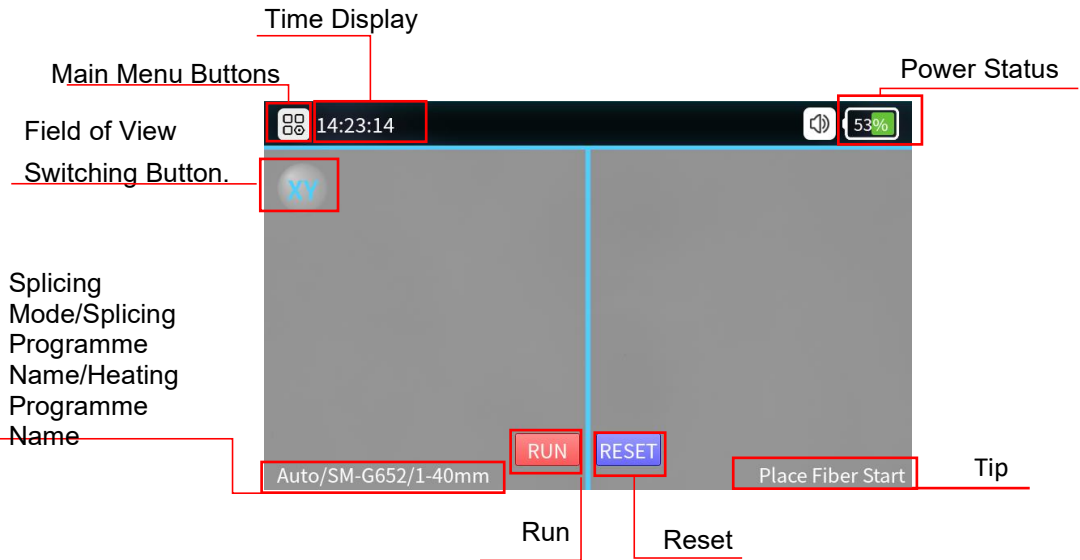 Time Display
Main Menu Buttons
Power Status
Field of View
Switching Button.
14:23:14
53%
XY
Splicing
Mode/Splicing
Programme
Name/Heating
Programme
Name
RUN
RESET
Auto/SM-G652/1-40mm
Place Fiber Start
Tip
Run
Reset